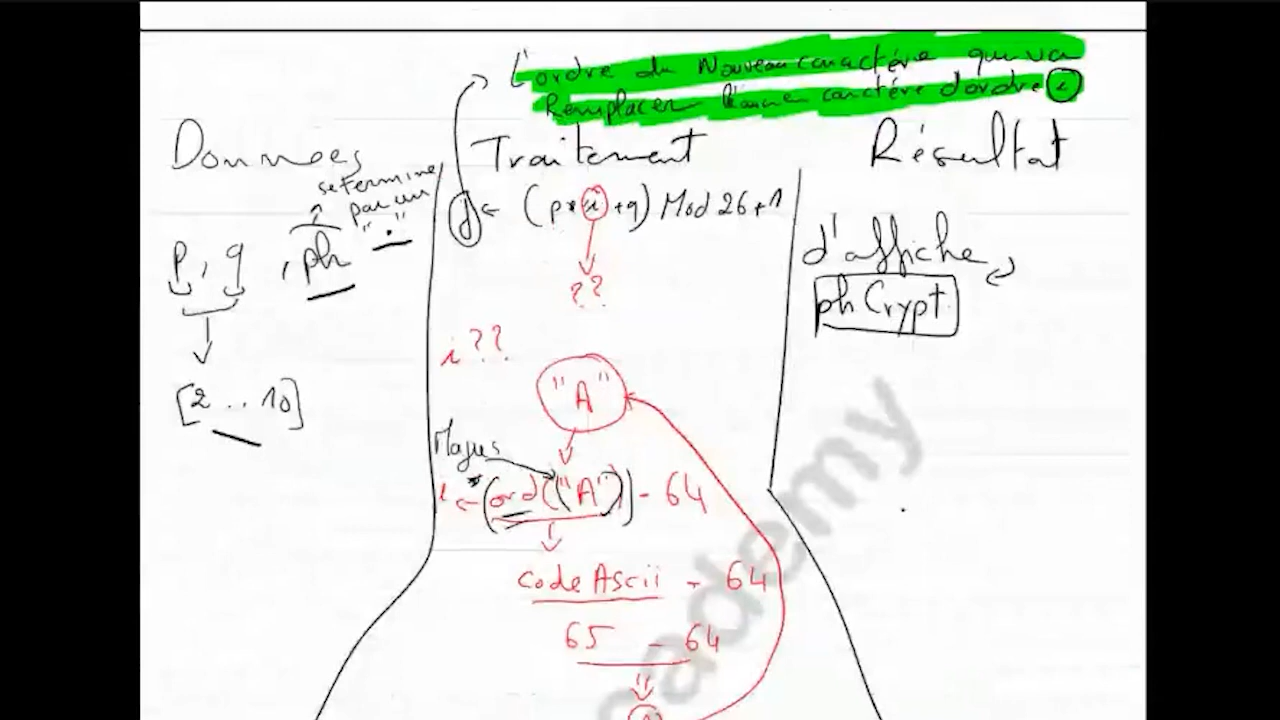 L'ordre du Nouveau caractère qui va
Remplacer l'ancien caractère d'ordre i
Données
Traitement
Résultat
se termine
par un
"."
p, q, ph
[2 .. 10]
j ← (p * i + q) Mod 26 + 1
??
i ??
"A"
Majus
i ← (ord("A")) - 64
code Ascii - 64
65 - 64
d'affiche
ph Crypt
ademy